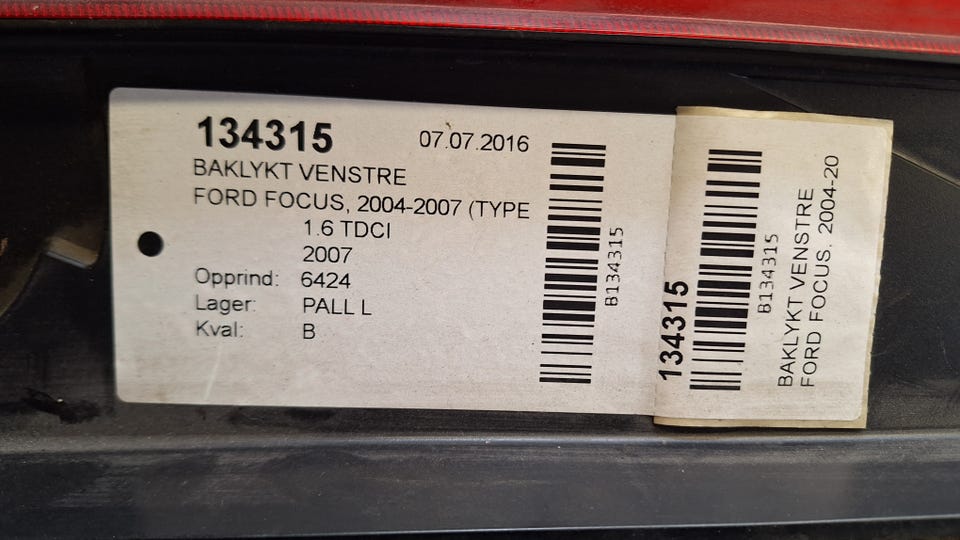 134315 07.07.2016
BAKLYKT VENSTRE
FORD FOCUS, 2004-2007 (TYPE
1.6 TDCI
2007
Opprind: 6424
Lager: PALL L
Kval: B
B134315
134315
B134315
BAKLYKT VENSTRE
FORD FOCUS, 2004-20